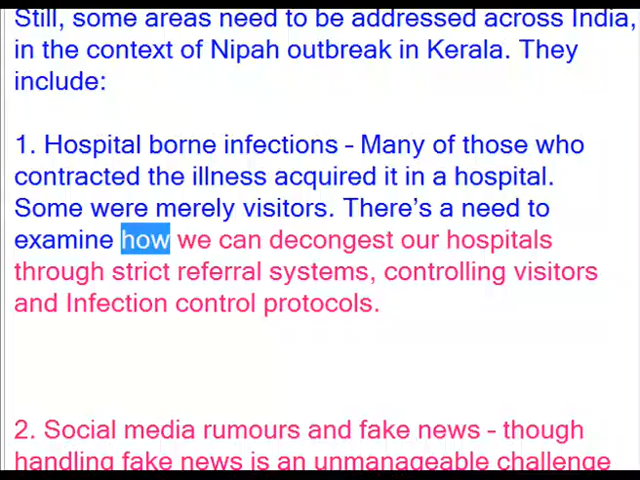 Still, some areas need to be addressed across India,
in the context of Nipah outbreak in Kerala. They
include:
1. Hospital borne infections - Many of those who
contracted the illness acquired it in a hospital.
Some were merely visitors. There’s a need to
examine how we can decongest our hospitals
through strict referral systems, controlling visitors
and Infection control protocols.
2. Social media rumours and fake news - though
handling fake news is an unmanageable challenge